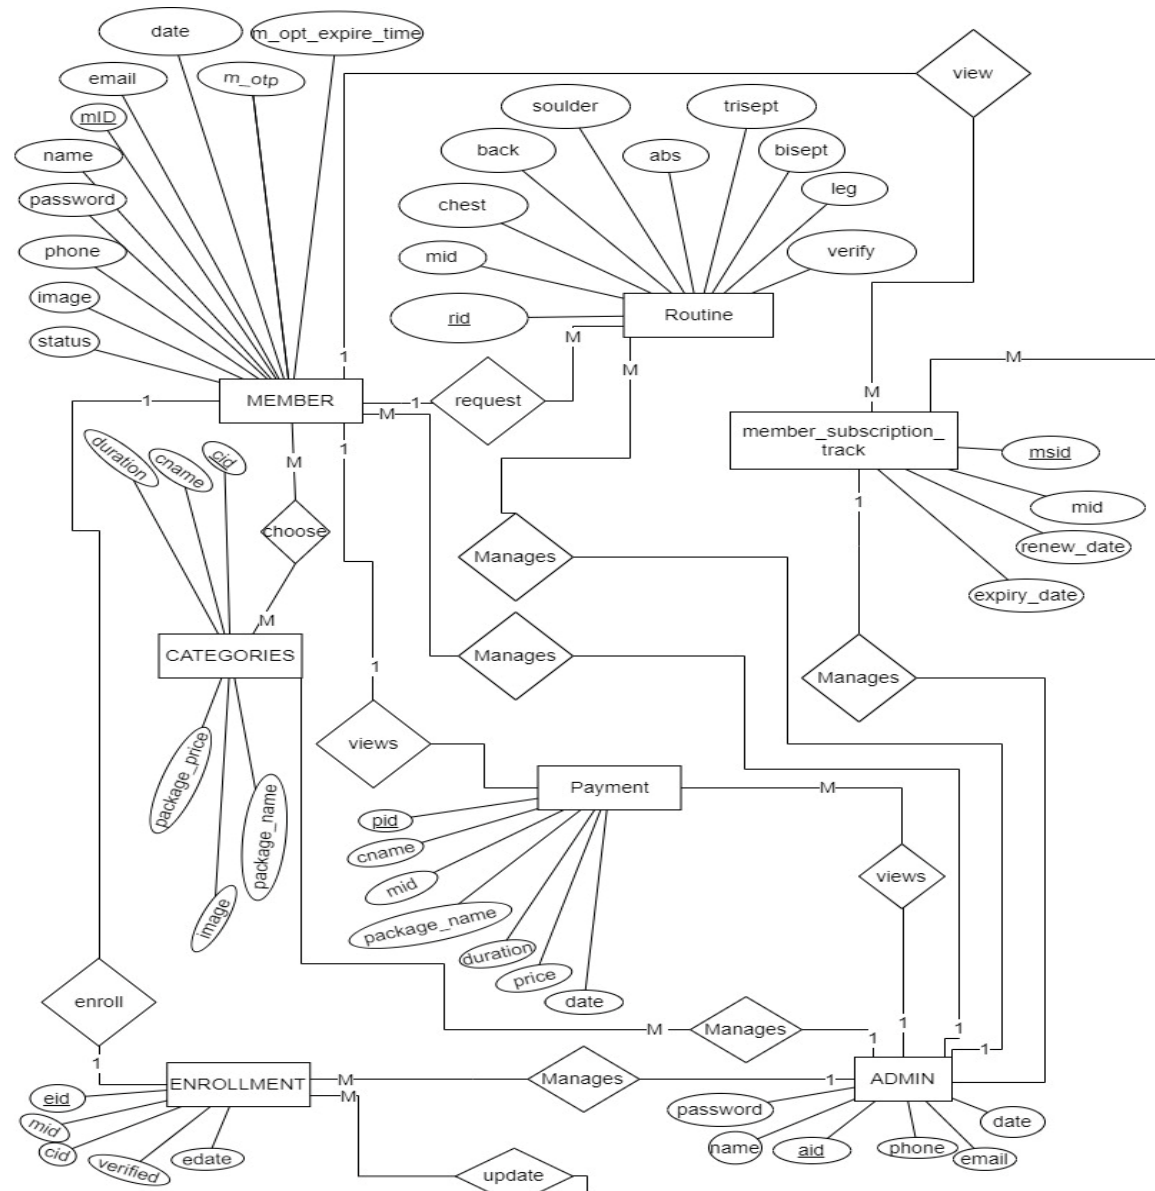 date
m_opt_expire_time
email
m_otp
mID
name
password
phone
image
status
view
soulder
trisept
back
abs
bisept
chest
leg
mid
verify
rid
Routine
M
M
1
M
M
MEMBER
1
1
M
request
1
member_subscription_
track
msid
mid
renew_date
expiry_date
duration
cname
cid
M
choose
M
1
Manages
CATEGORIES
Manages
Manages
1
views
package_price
package_name
image
Payment
M
pid
cname
mid
package_name
duration
price
date
views
enroll
M
Manages
1
1
1
1
1
ENROLLMENT
M
Manages
1
ADMIN
M
eid
mid
cid
verified
edate
password
name
aid
phone
email
date
update